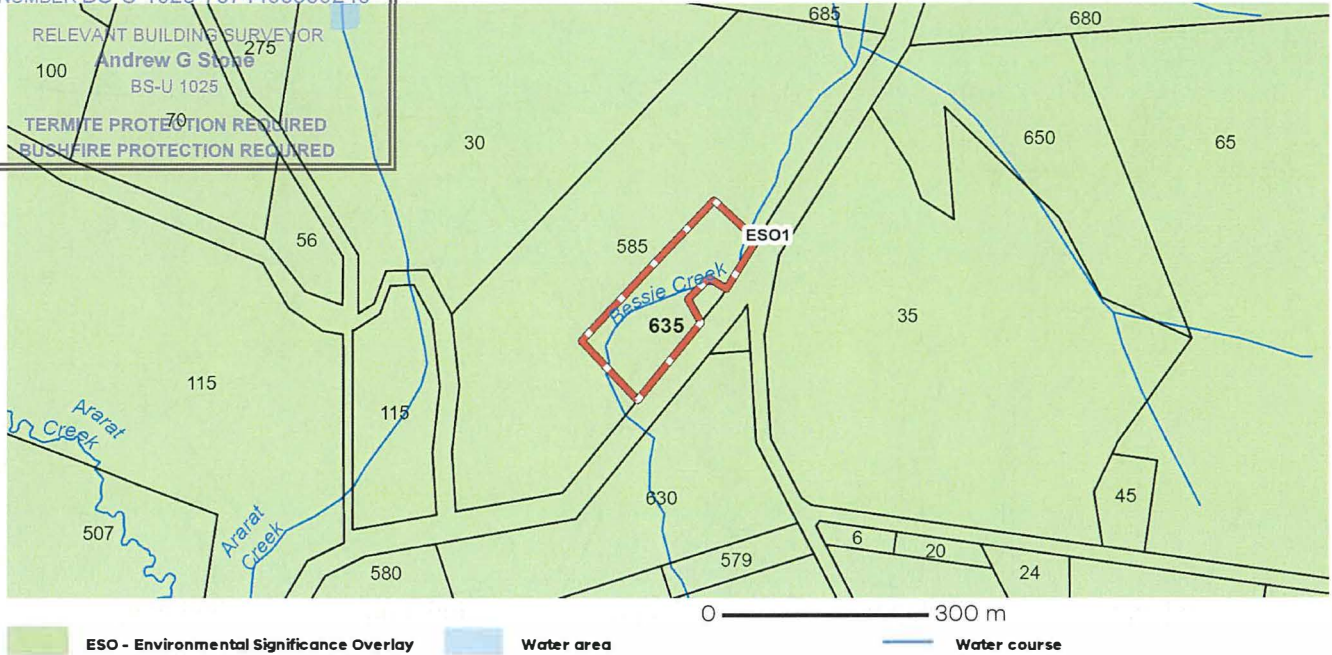 RELEVANT BUILDING SURVEYOR
Andrew G Stone
BS-U 1025
TERMITE PROTECTION REQUIRED
BUSHFIRE PROTECTION REQUIRED
100
275
70
30
685
680
650
65
56
585
ESO1
Bessie Creek
635
35
115
115
Ararat
Creek
507
Ararat
Creek
580
630
579
6
20
24
45
0 300 m
ESO - Environmental Significance Overlay
Water area
Water course